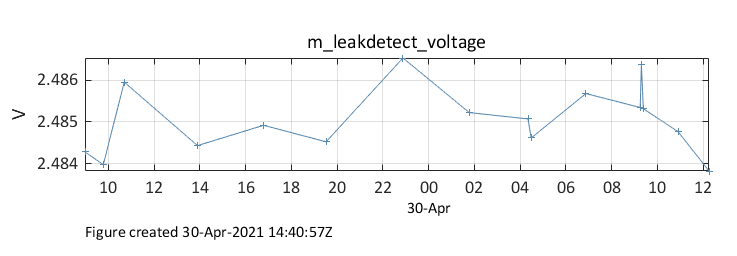 m_leakdetect_voltage
2.486
2.485
2.484
V
10 12 14 16 18 20 22 00 02 04 06 08 10 12
30-Apr
Figure created 30-Apr-2021 14:40:57Z